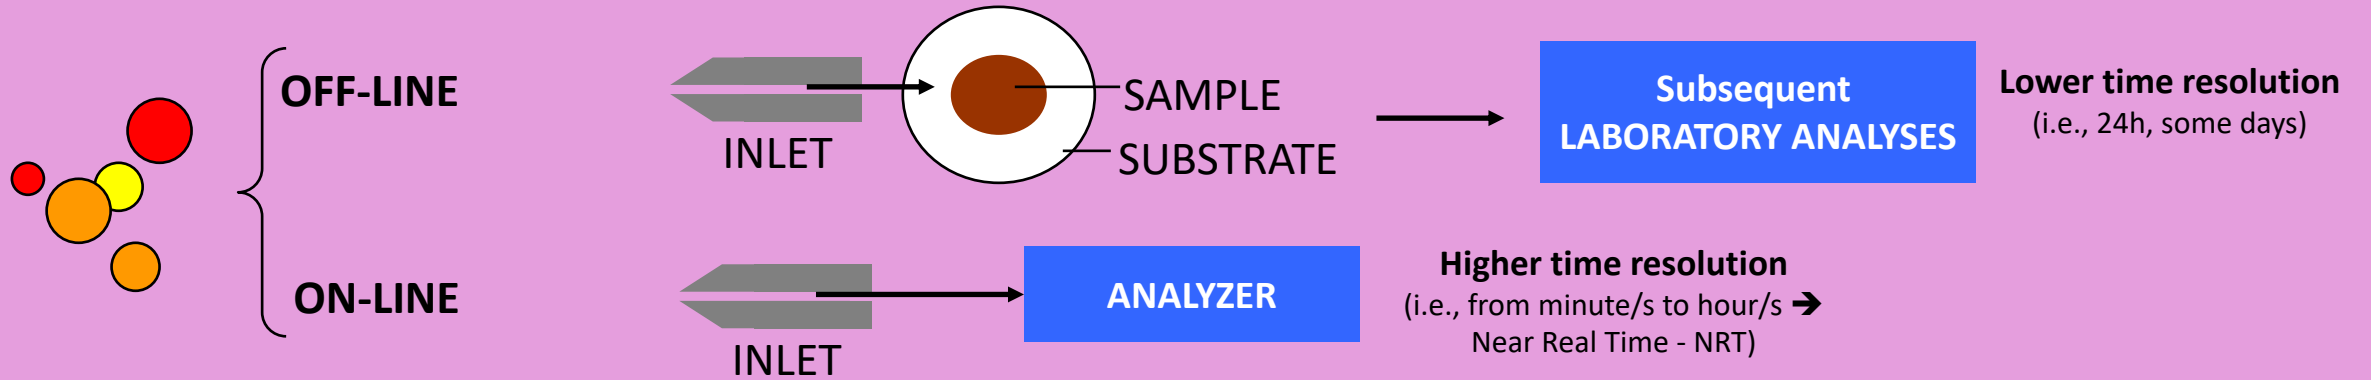 OFF-LINE
INLET
SAMPLE
SUBSTRATE
Subsequent
LABORATORY ANALYSES
Lower time resolution
(i.e., 24h, some days)
ON-LINE
INLET
ANALYZER
Higher time resolution
(i.e., from minute/s to hour/s ➔
Near Real Time - NRT)